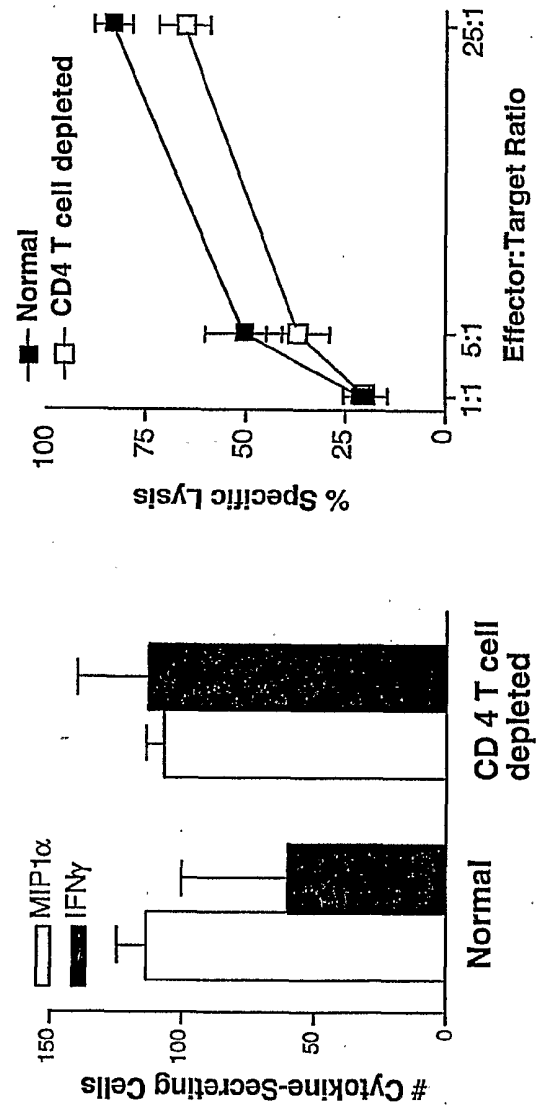 MIP1α
IFNγ
# Cytokine-Secreting Cells
150
100
50
0
Normal
CD 4 T cell
depleted
Normal
CD4 T cell depleted
% Specific Lysis
100
75
50
25
0
1:1
5:1
25:1
Effector:Target Ratio